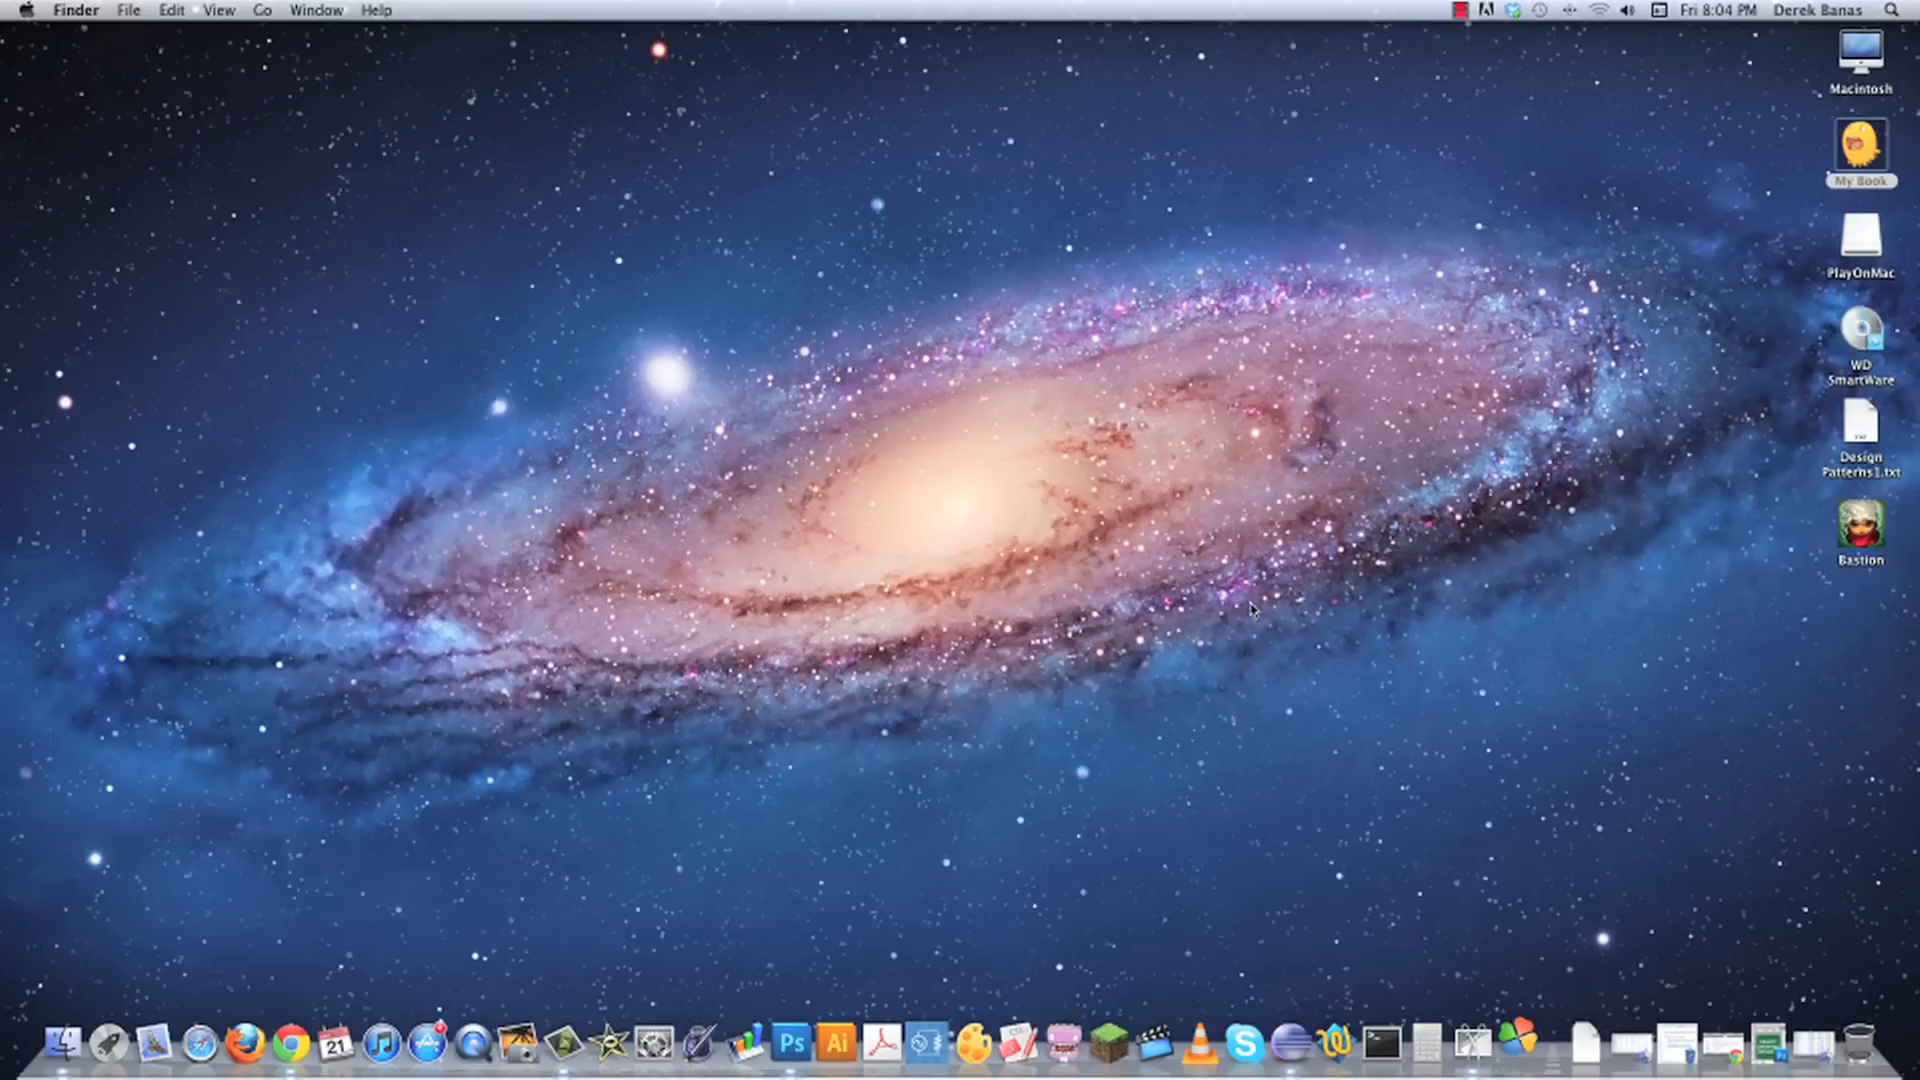 Finder File Edit View Go Window Help
Fri 8:04 PM Derek Banas
Macintosh
My Book
PlayOnMac
WD
SmartWare
Design
Patterns1.txt
Bastion
21
Ps
Ai